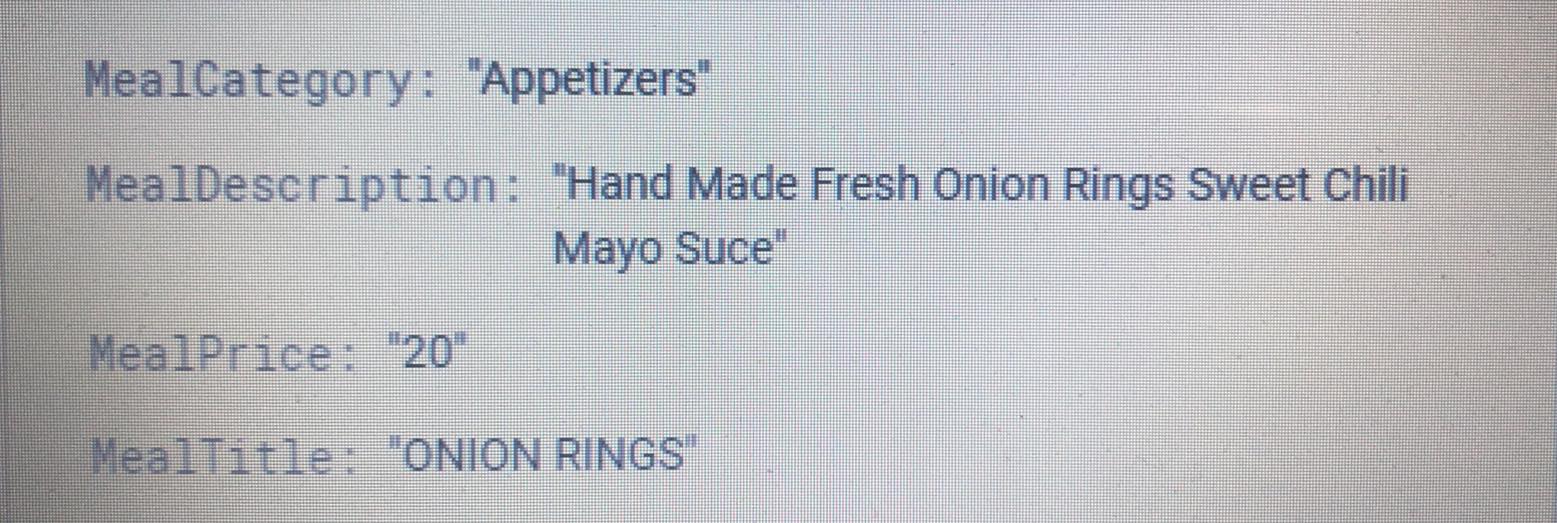 MealCategory: "Appetizers"
MealDescription: "Hand Made Fresh Onion Rings Sweet Chili
Mayo Suce"
MealPrice: "20"
MealTitle: "ONION RINGS"